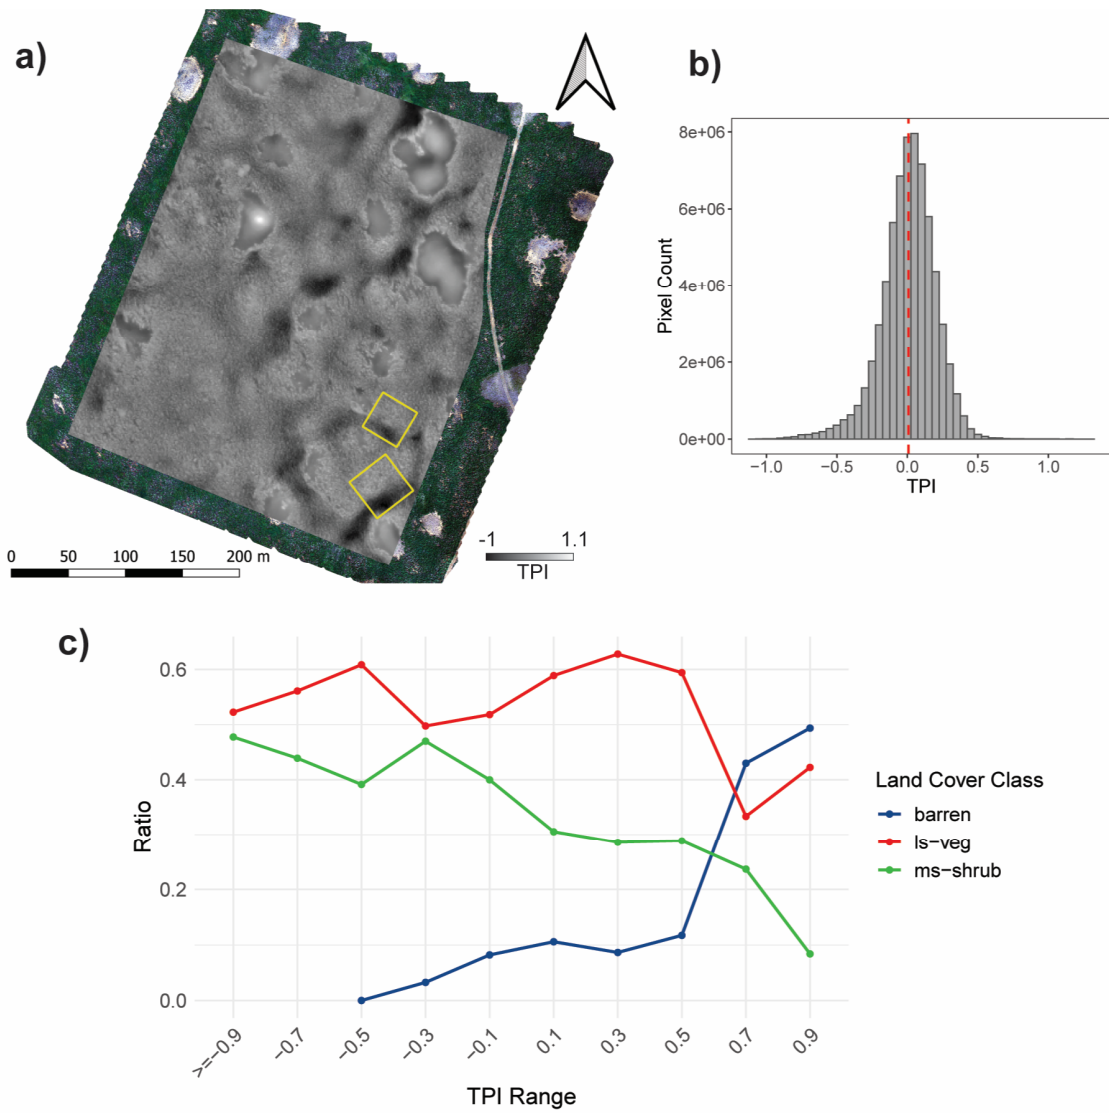 a)
0 50 100 150 200 m
-1 1.1
TPI
b)
8e+06
6e+06
4e+06
2e+06
0e+00
Pixel Count
−1.0 −0.5 0.0 0.5 1.0
TPI
c)
0.6
0.4
0.2
0.0
Ratio
>=−0.9 −0.7 −0.5 −0.3 −0.1 0.1 0.3 0.5 0.7 0.9
TPI Range
Land Cover Class
barren
ls−veg
ms−shrub